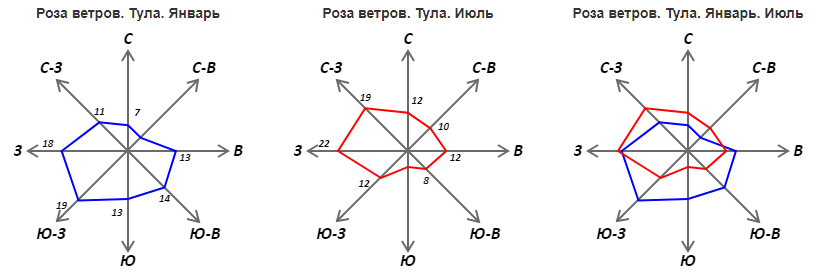 Роза ветров. Тула. Январь
С
С-З
С-В
11
7
З
18
13
В
19
13
14
Ю-З
Ю-В
Ю
Роза ветров. Тула. Июль
С
С-З
С-В
19
12
10
З
22
12
В
12
8
Ю-З
Ю-В
Ю
Роза ветров. Тула. Январь. Июль
С
С-З
С-В
З
В
Ю-З
Ю-В
Ю